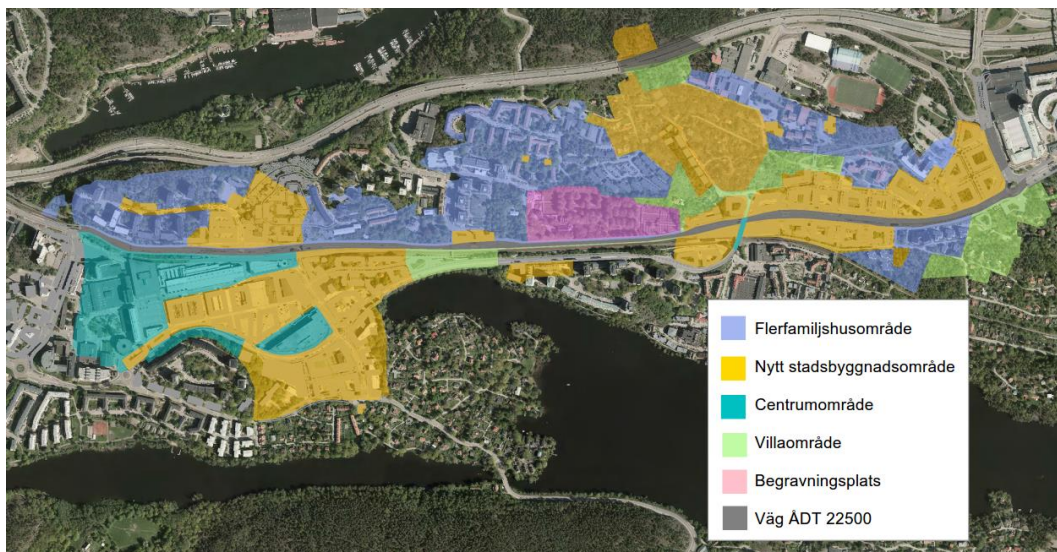 Flerfamiljshusområde
Nytt stadsbyggnadsområde
Centrumområde
Villaområde
Begravningsplats
Väg ÅDT 22500